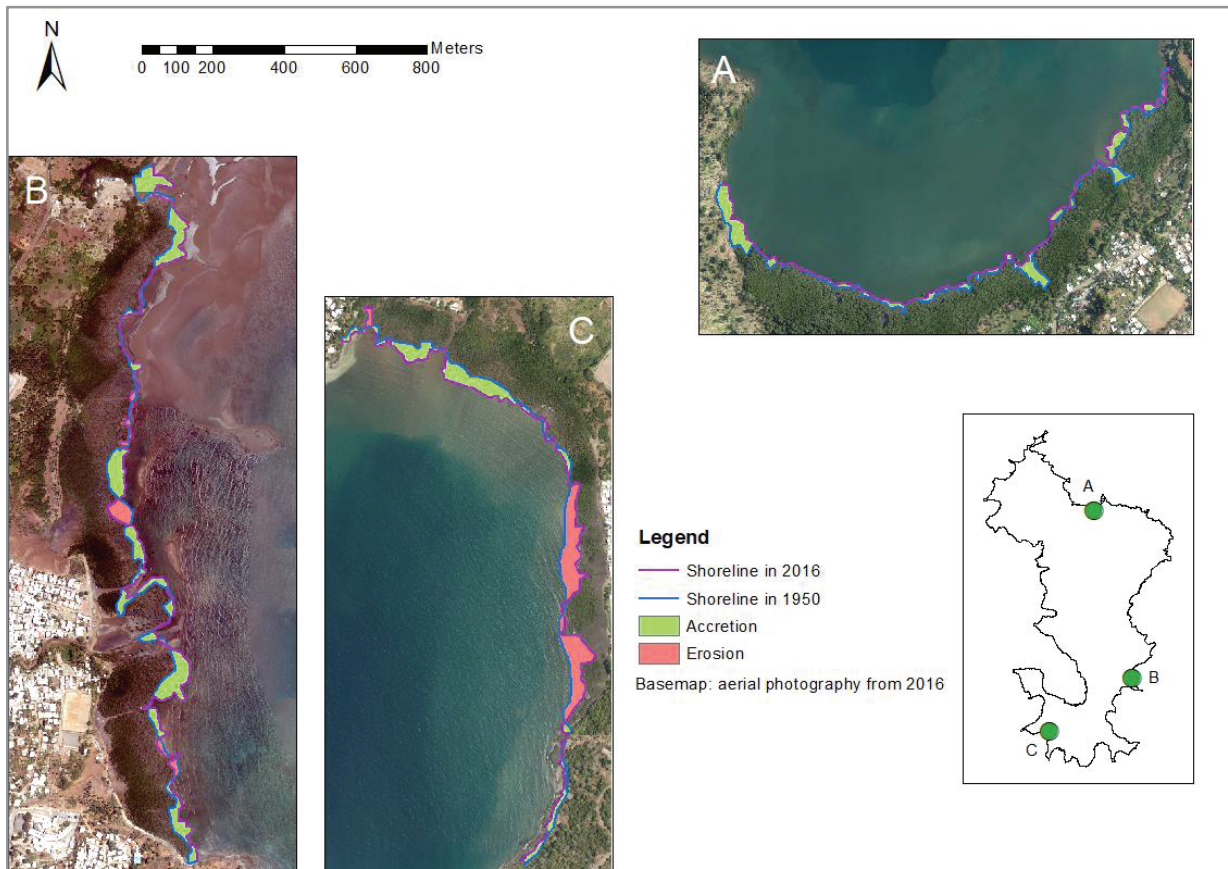 N
Meters
0 100 200 400 600 800
A
B
C
Legend
Shoreline in 2016
Shoreline in 1950
Accretion
Erosion
Basemap: aerial photography from 2016
A
B
C